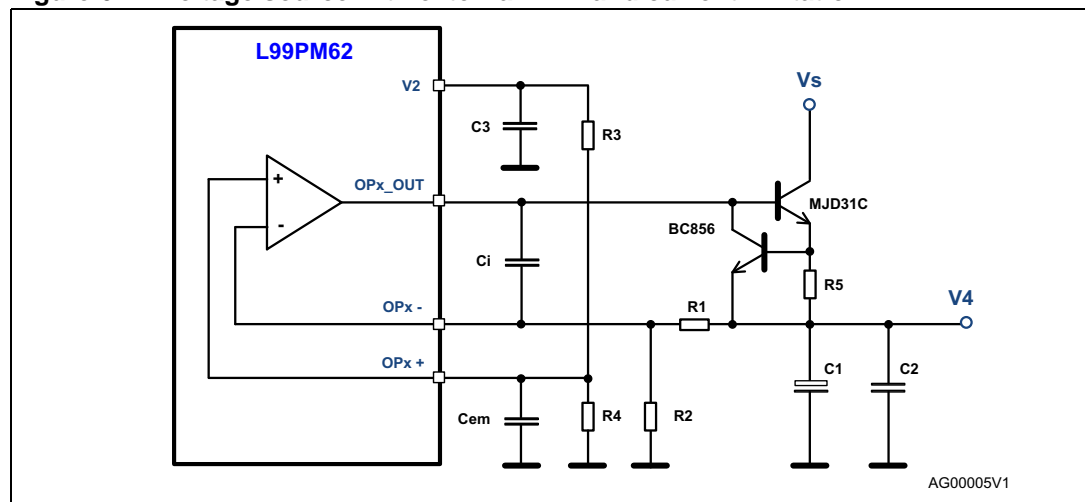 L99PM62
V2
Vs
C3
R3
OPx_OUT
MJD31C
BC856
Ci
R5
V4
OPx -
R1
OPx +
C1
C2
Cem
R4
R2
+
-
AG00005V1